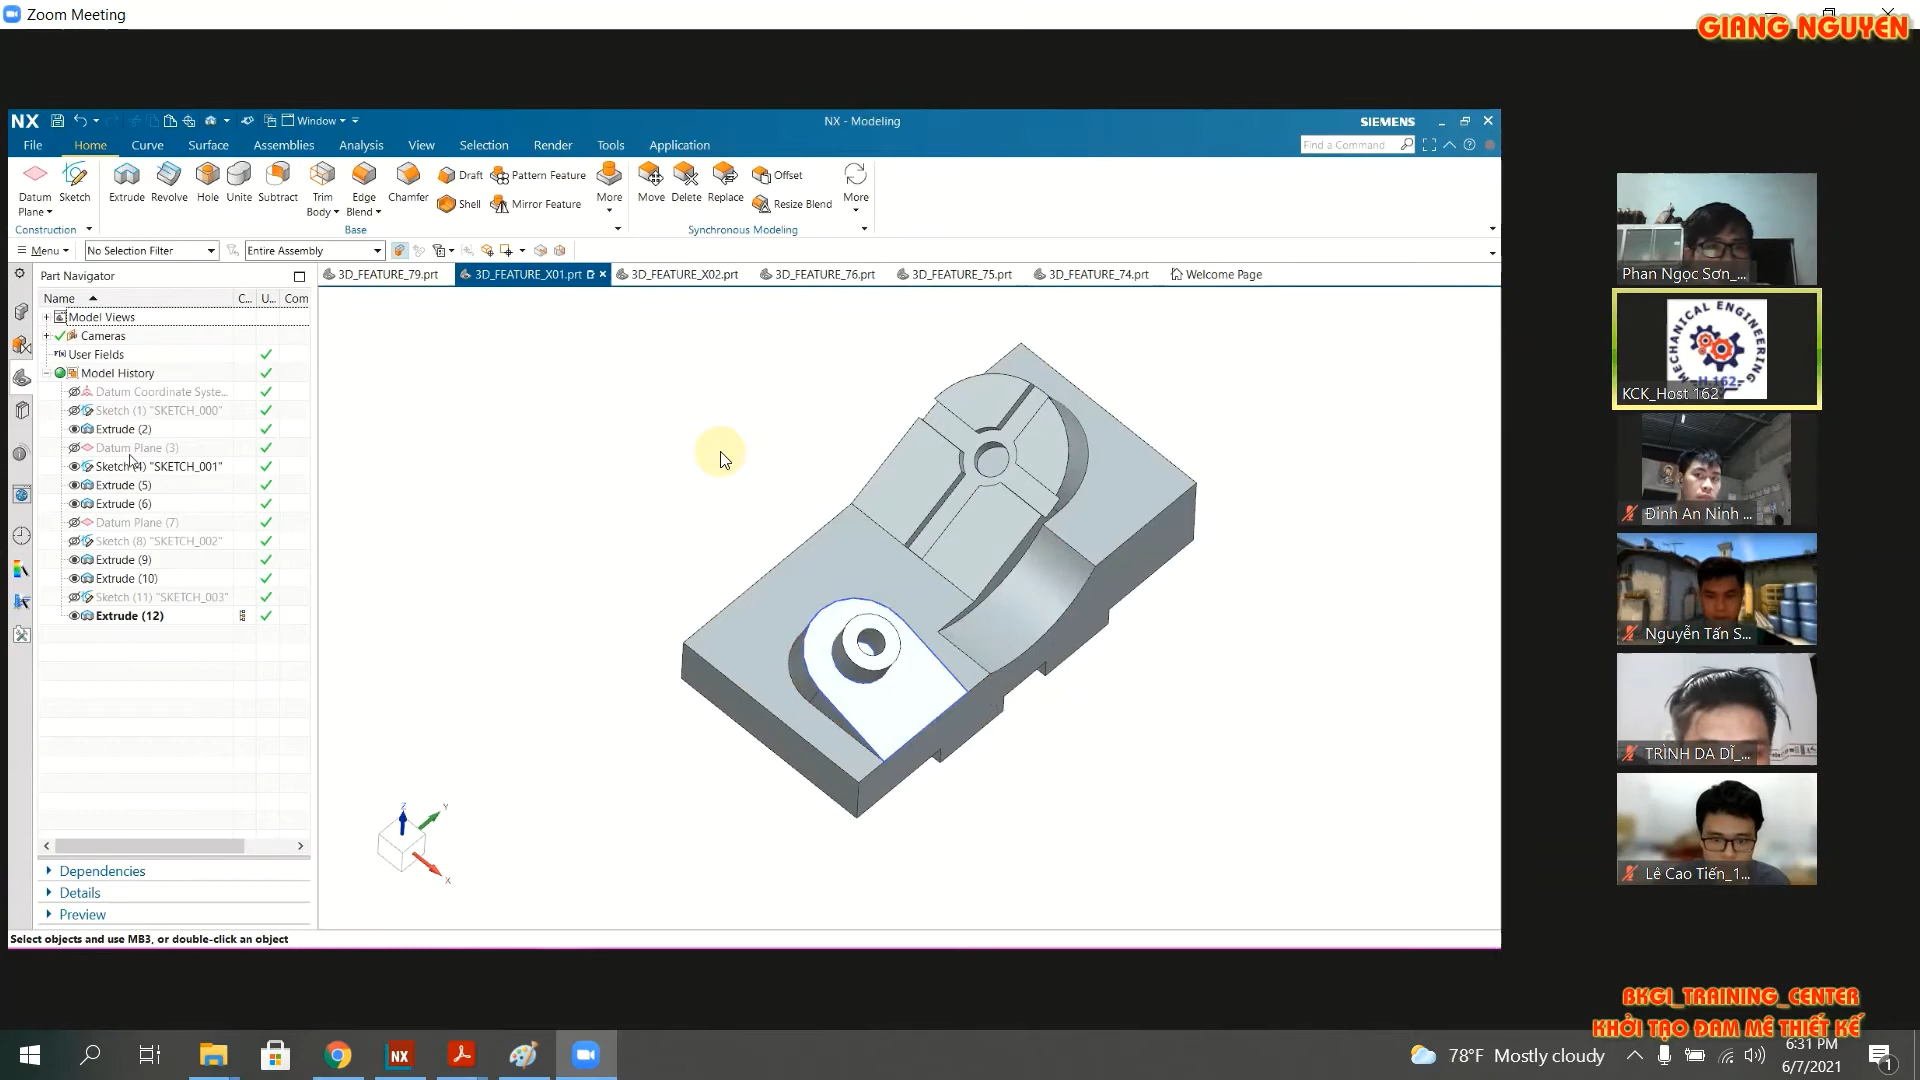 Zoom Meeting
GIANG NGUYEN
NX
Window
NX - Modeling
SIEMENS
File
Home
Curve
Surface
Assemblies
Analysis
View
Selection
Render
Tools
Application
Find a Command
Datum Plane
Sketch
Extrude
Revolve
Hole
Unite
Subtract
Trim Body
Edge Blend
Chamfer
Draft
Shell
Pattern Feature
Mirror Feature
More
Move
Delete
Replace
Offset
Resize Blend
More
Construction
Base
Synchronous Modeling
Menu
No Selection Filter
Entire Assembly
Part Navigator
3D_FEATURE_79.prt
3D_FEATURE_X01.prt
3D_FEATURE_X02.prt
3D_FEATURE_76.prt
3D_FEATURE_75.prt
3D_FEATURE_74.prt
Welcome Page
Name
C...
U...
Com
Model Views
Cameras
User Fields
Model History
Datum Coordinate Syste...
Sketch (1) "SKETCH_000"
Extrude (2)
Datum Plane (3)
Sketch (4) "SKETCH_001"
Extrude (5)
Extrude (6)
Datum Plane (7)
Sketch (8) "SKETCH_002"
Extrude (9)
Extrude (10)
Sketch (11) "SKETCH_003"
Extrude (12)
Dependencies
Details
Preview
Select objects and use MB3, or double-click an object
Z
Y
X
Phan Ngọc Sơn_...
MECHANICAL ENGINEERING
H.162
KCK_Host 162
Đinh An Ninh ...
Nguyễn Tấn S...
TRỊNH DA DĨ_...
Lê Cao Tiến_1...
BKGI_TRAINING_CENTER
KHỞI TẠO ĐAM MÊ THIẾT KẾ
NX
78°F Mostly cloudy
6:31 PM
6/7/2021
1